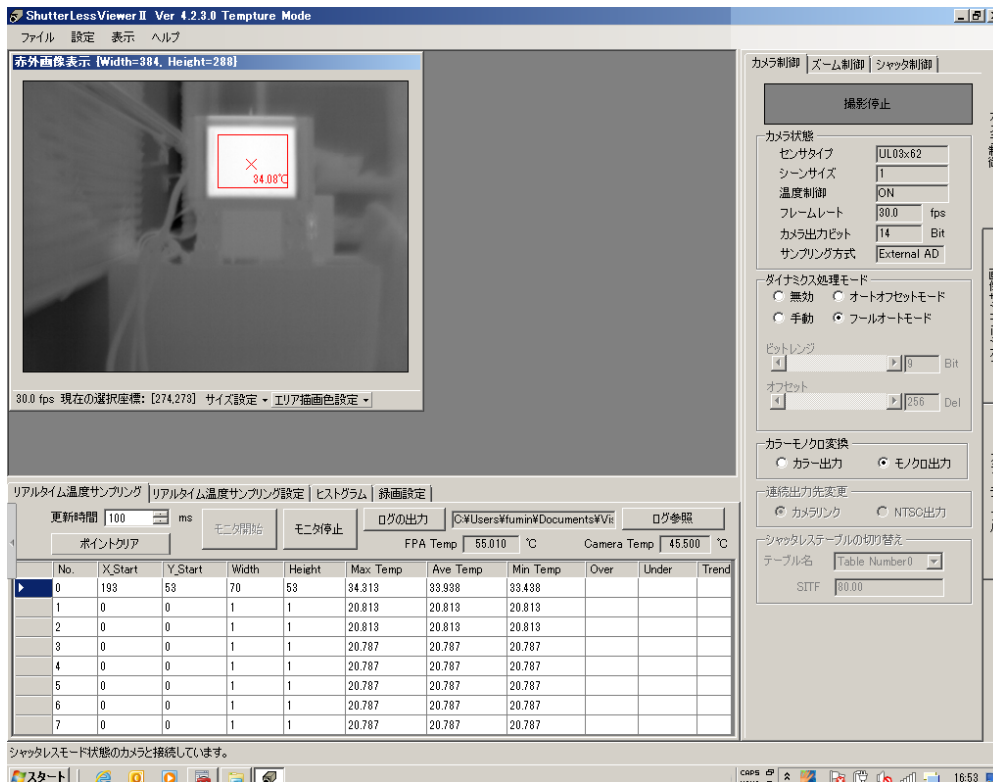 ShutterLessViewerⅡ Ver 4.2.3.0 Tempture Mode
ファイル 設定 表示 ヘルプ
赤外画像表示 {Width=384, Height=288}
34.08℃
30.0 fps 現在の選択座標: [274,273] サイズ設定 エリア描画色設定
カメラ制御 ズーム制御 シャッタ制御
撮影停止
カメラ状態
センサタイプ UL03x62
シーンサイズ 1
温度制御 ON
フレームレート 30.0 fps
カメラ出力ビット 14 Bit
サンプリング方式 External AD
ダイナミクス処理モード
無効 オートオフセットモード
手動 フールオートモード
ビットレンジ
9 Bit
オフセット
256 Del
カラーモノクロ変換
カラー出力 モノクロ出力
連続出力先変更
カメラリンク NTSC出力
シャッタレステーブルの切り替え
テーブル名 Table Number0
SITF 80.00
リアルタイム温度サンプリング リアルタイム温度サンプリング設定 ヒストグラム 録画設定
更新時間 100 ms モニタ開始 モニタ停止 ログの出力 C:¥Users¥fumin¥Documents¥Vis ログ参照
ポイントクリア FPA Temp 55.010 ℃ Camera Temp 45.500 ℃
No. X_Start Y_Start Width Height Max Temp Ave Temp Min Temp Over Under Trend
0 193 53 70 53 34.313 33.938 33.438
1 0 0 1 1 20.813 20.813 20.813
2 0 0 1 1 20.813 20.813 20.813
3 0 0 1 1 20.787 20.787 20.787
4 0 0 1 1 20.787 20.787 20.787
5 0 0 1 1 20.787 20.787 20.787
6 0 0 1 1 20.787 20.787 20.787
7 0 0 1 1 20.787 20.787 20.787
シャッタレスモード状態のカメラと接続しています。
スタート CAPS 16:53